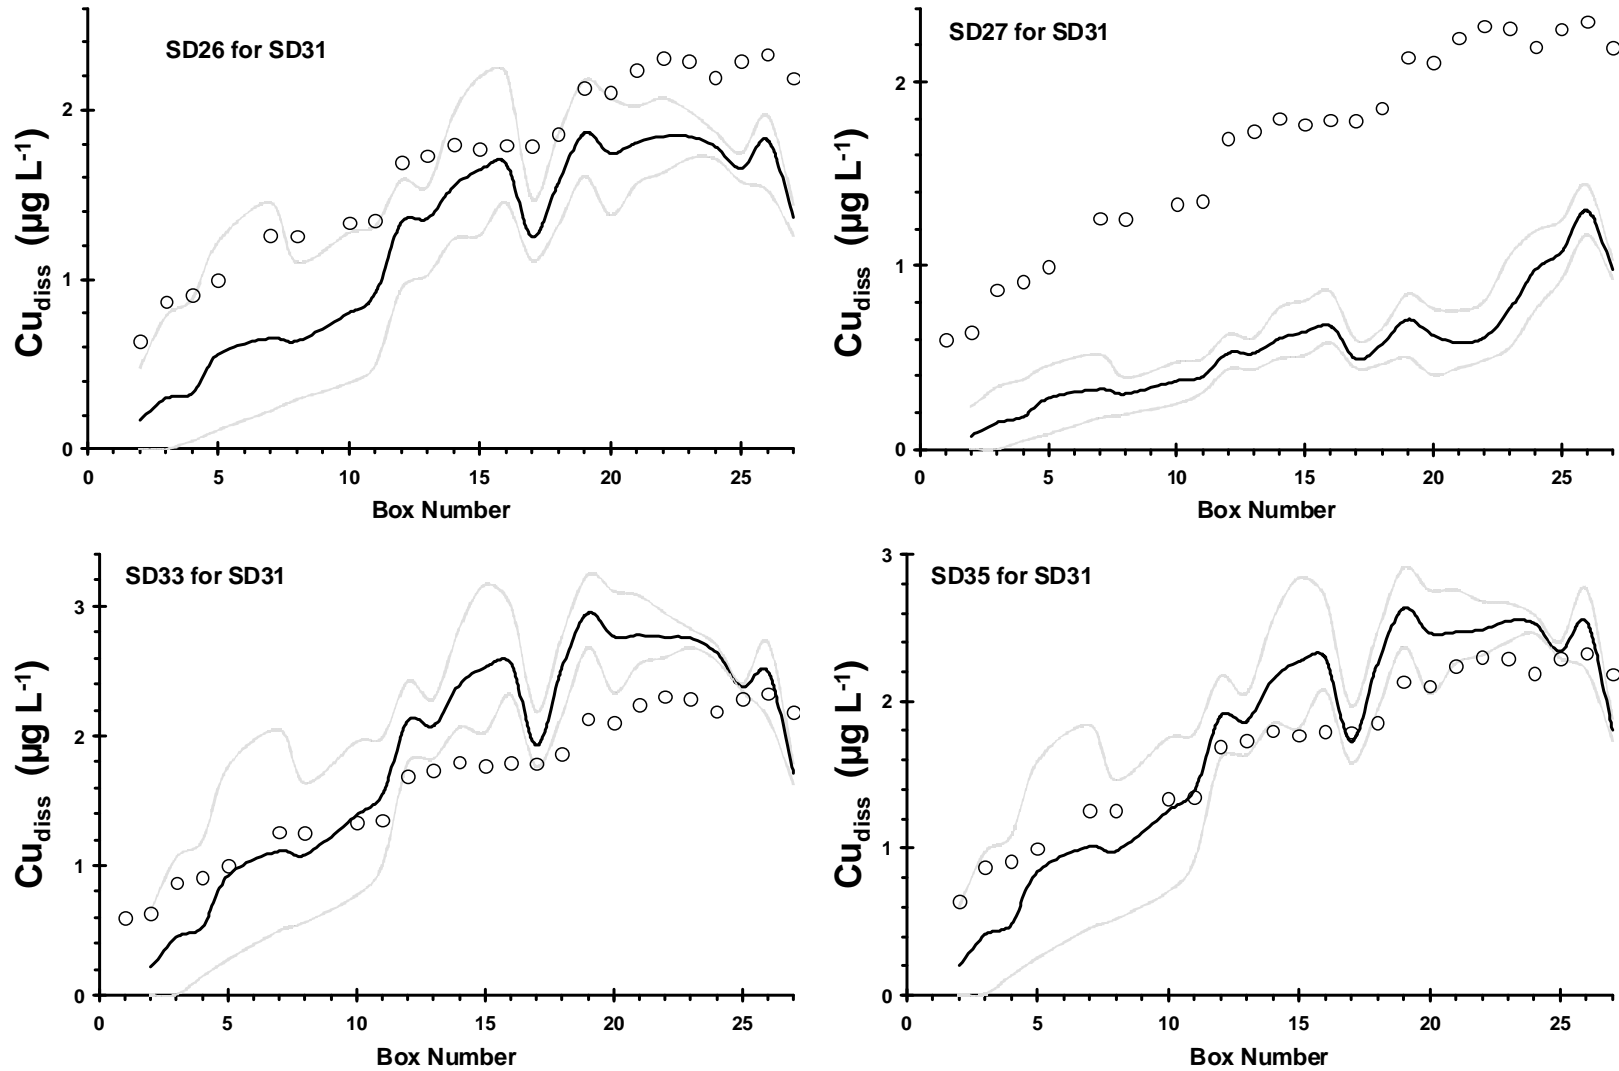 SD26 for SD31
Cu_diss (µg L⁻¹)
2
1
0
0 5 10 15 20 25
Box Number
SD27 for SD31
Cu_diss (µg L⁻¹)
2
1
0
0 5 10 15 20 25
Box Number
SD33 for SD31
Cu_diss (µg L⁻¹)
3
2
1
0
0 5 10 15 20 25
Box Number
SD35 for SD31
Cu_diss (µg L⁻¹)
3
2
1
0
0 5 10 15 20 25
Box Number